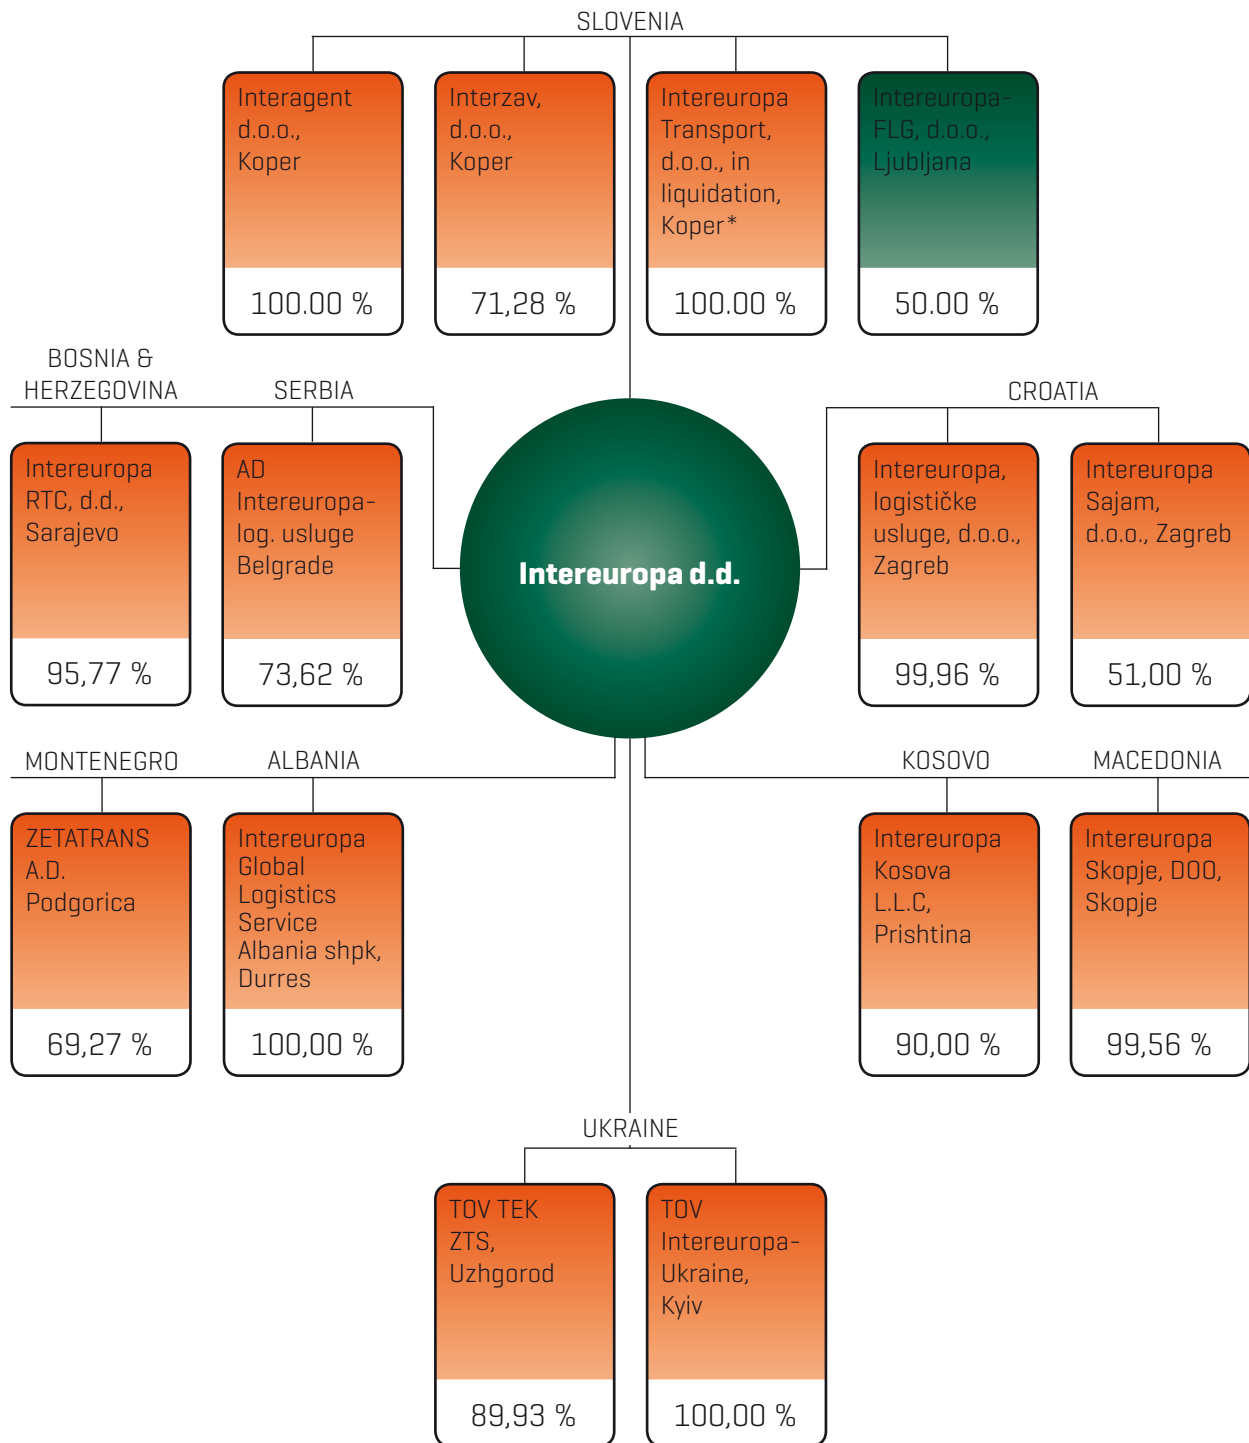 SLOVENIA
Interagent
d.o.o.,
Koper
100.00 %
Interzav,
d.o.o.,
Koper
71,28 %
Intereuropa
Transport,
d.o.o., in
liquidation,
Koper*
100.00 %
Intereuropa-
FLG, d.o.o.,
Ljubljana
50.00 %
BOSNIA &
HERZEGOVINA
Intereuropa
RTC, d.d.,
Sarajevo
95,77 %
SERBIA
AD
Intereuropa-
log. usluge
Belgrade
73,62 %
Intereuropa d.d.
CROATIA
Intereuropa,
logističke
usluge, d.o.o.,
Zagreb
99,96 %
Intereuropa
Sajam,
d.o.o., Zagreb
51,00 %
MONTENEGRO
ZETATRANS
A.D.
Podgorica
69,27 %
ALBANIA
Intereuropa
Global
Logistics
Service
Albania shpk,
Durres
100,00 %
KOSOVO
Intereuropa
Kosova
L.L.C,
Prishtina
90,00 %
MACEDONIA
Intereuropa
Skopje, DOO,
Skopje
99,56 %
UKRAINE
TOV TEK
ZTS,
Uzhgorod
89,93 %
TOV
Intereuropa-
Ukraine,
Kyiv
100,00 %